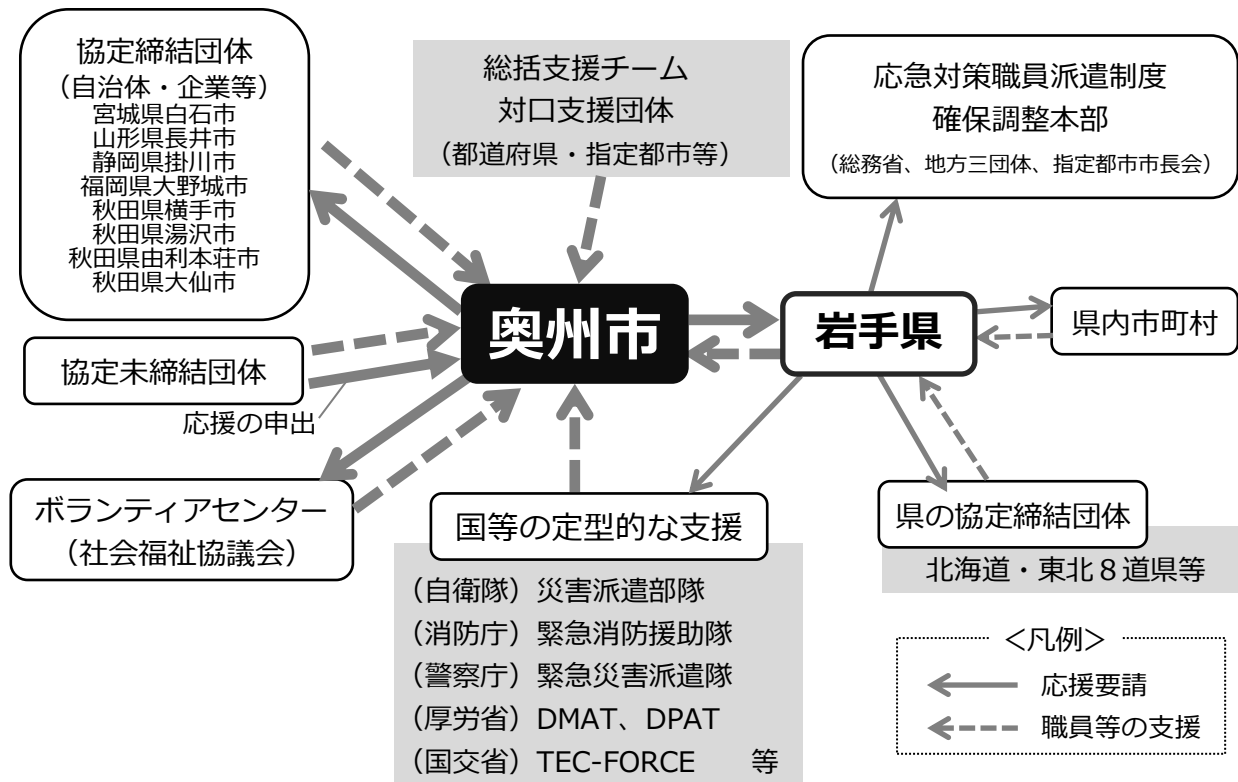 協定締結団体
（自治体・企業等）
宮城県白石市
山形県長井市
静岡県掛川市
福岡県大野城市
秋田県横手市
秋田県湯沢市
秋田県由利本荘市
秋田県大仙市
総括支援チーム
対口支援団体
（都道府県・指定都市等）
応急対策職員派遣制度
確保調整本部
（総務省、地方三団体、指定都市市長会）
奥州市
岩手県
県内市町村
協定未締結団体
応援の申出
ボランティアセンター
（社会福祉協議会）
国等の定型的な支援
（自衛隊）災害派遣部隊
（消防庁）緊急消防援助隊
（警察庁）緊急災害派遣隊
（厚労省）DMAT、DPAT
（国交省）TEC-FORCE　等
県の協定締結団体
北海道・東北８道県等
＜凡例＞
応援要請
職員等の支援